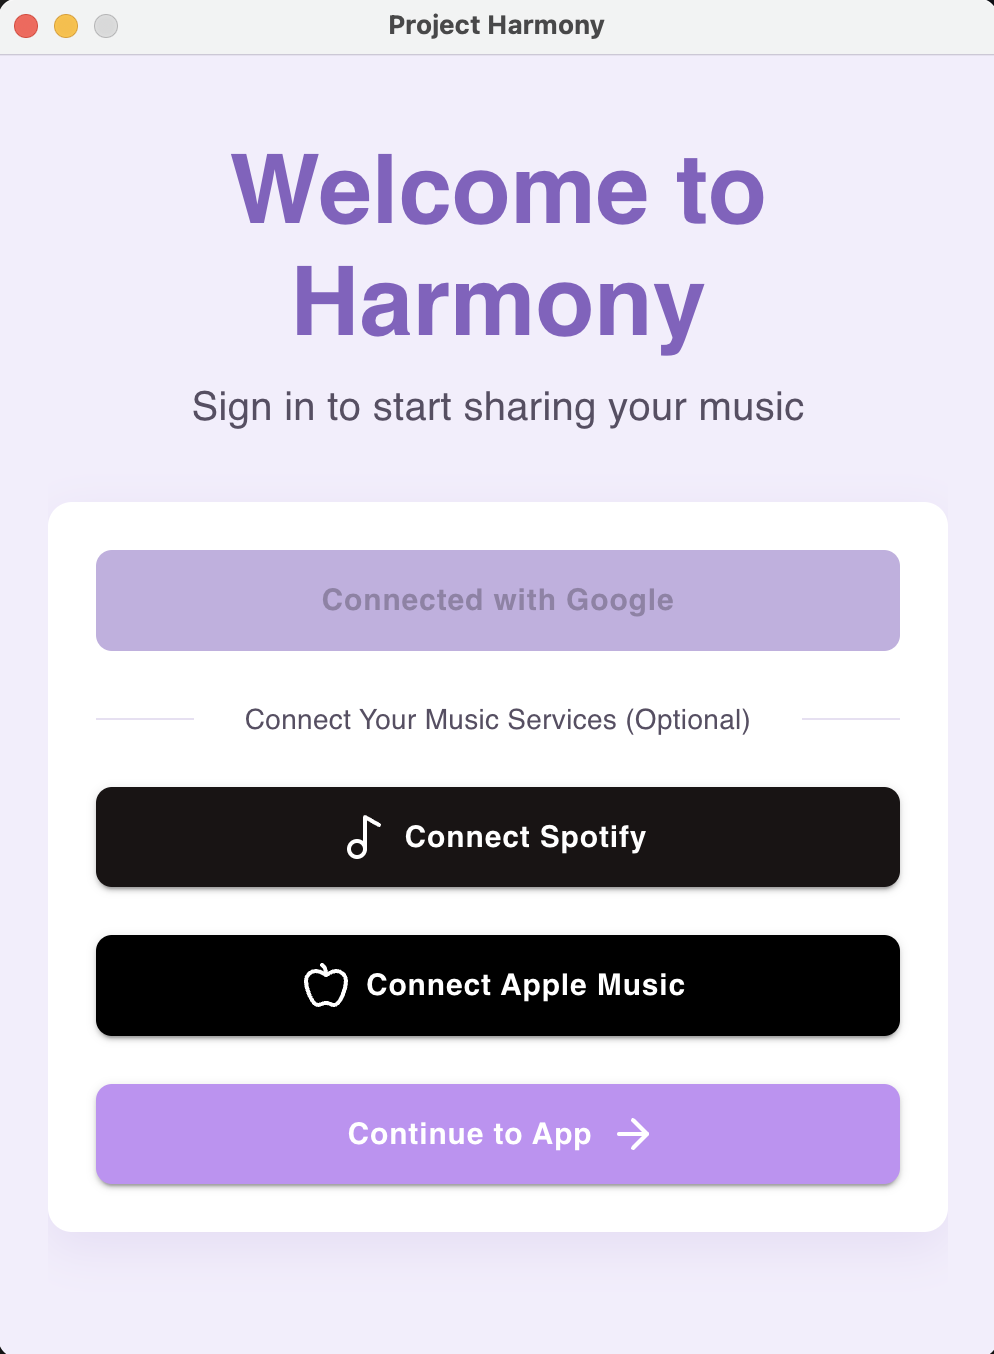 Project Harmony
Welcome to
Harmony
Sign in to start sharing your music
Connected with Google
Connect Your Music Services (Optional)
Connect Spotify
Connect Apple Music
Continue to App